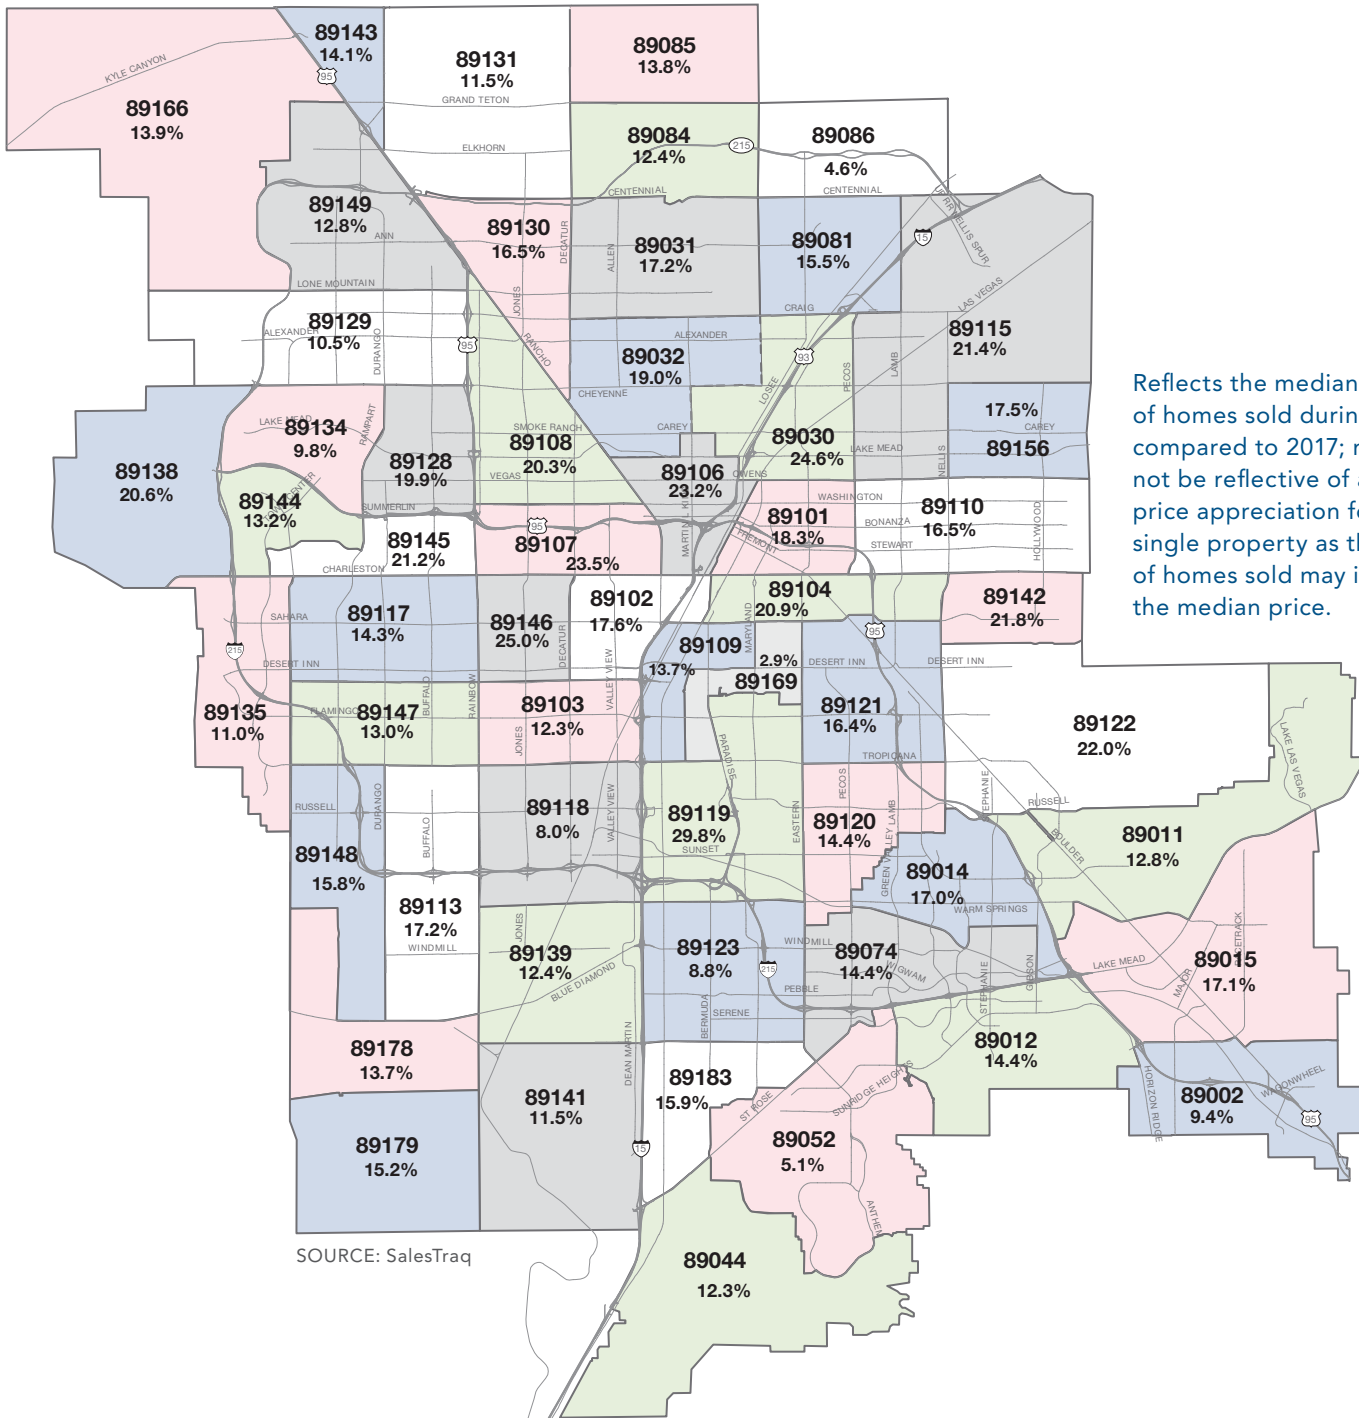 89143
14.1%
89131
11.5%
89085
13.8%
KYLE CANYON
95
89166
13.9%
GRAND TETON
89084
12.4%
215
89086
4.6%
ELKHORN
CENTENNIAL
CENTENNIAL
89149
12.8%
ANN
89130
16.5%
DECATUR
ALLEN
89031
17.2%
89081
15.5%
15
LAS VEGAS
LONE MOUNTAIN
JONES
CRAIG
89129
10.5%
ALEXANDER
DURANGO
95
RANCHO
ALEXANDER
89032
19.0%
93
LOSEE
PECOS
LAMB
89115
21.4%
CHEYENNE
Reflects the median
of homes sold durin
compared to 2017; 
not be reflective of 
price appreciation f
single property as th
of homes sold may i
the median price.
LAKE MEAD
89134
9.8%
RAMPART
SMOKE RANCH
CAREY
89108
20.3%
89030
24.6%
LAKE MEAD
17.5%
CAREY
89156
NELLIS
89138
20.6%
89128
19.9%
VEGAS
89106
23.2%
OWENS
89144
13.2%
SUMMERLIN
WASHINGTON
89101
18.3%
89110
16.5%
BONANZA
STEWART
HOLLYWOOD
95
89145
21.2%
89107
23.5%
FREMONT
CHARLESTON
89117
14.3%
SAHARA
89146
25.0%
DECATUR
89102
17.6%
89104
20.9%
MARYLAND
89142
21.8%
215
DESERT INN
VALLEY VIEW
89109
13.7%
2.9%
89169
95
DESERT INN
DESERT INN
89135
11.0%
FLAMINGO
89147
13.0%
BUFFALO
RAINBOW
89103
12.3%
JONES
89121
16.4%
89122
22.0%
PARADISE
TROPICANA
LAKE LAS VEGAS
RUSSELL
DURANGO
BUFFALO
89118
8.0%
VALLEY VIEW
89119
29.8%
SUNSET
EASTERN
PECOS
89120
14.4%
GREEN VALLEY
LAMB
RUSSELL
BOULDER
89011
12.8%
89148
15.8%
89014
17.0%
WARM SPRINGS
89113
17.2%
WINDMILL
JONES
89139
12.4%
BLUE DIAMOND
89123
8.8%
WINDMILL
215
PEBBLE
BERMUDA
SERENE
89074
14.4%
WIGWAM
STEPHANIE
GIBSON
LAKE MEAD
MAJOR
89015
17.1%
89178
13.7%
DEAN MARTIN
89012
14.4%
89141
11.5%
89183
15.9%
ST ROSE
SUNRIDGE HEIGHTS
HORIZON RIDGE
89002
9.4%
WAGONWHEEL
95
89179
15.2%
15
89052
5.1%
ANTHEM
SOURCE: SalesTraq
89044
12.3%